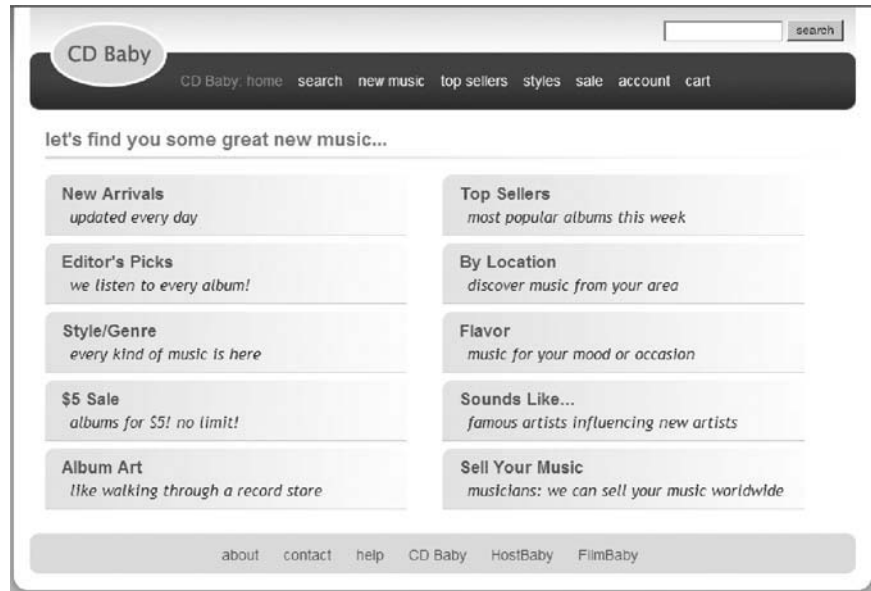 search
CD Baby
CD Baby: home search new music top sellers styles sale account cart
let's find you some great new music...
New Arrivals
updated every day
Top Sellers
most popular albums this week
Editor's Picks
we listen to every album!
By Location
discover music from your area
Style/Genre
every kind of music is here
Flavor
music for your mood or occasion
$5 Sale
albums for $5! no limit!
Sounds Like...
famous artists influencing new artists
Album Art
like walking through a record store
Sell Your Music
musicians: we can sell your music worldwide
about contact help CD Baby HostBaby FilmBaby